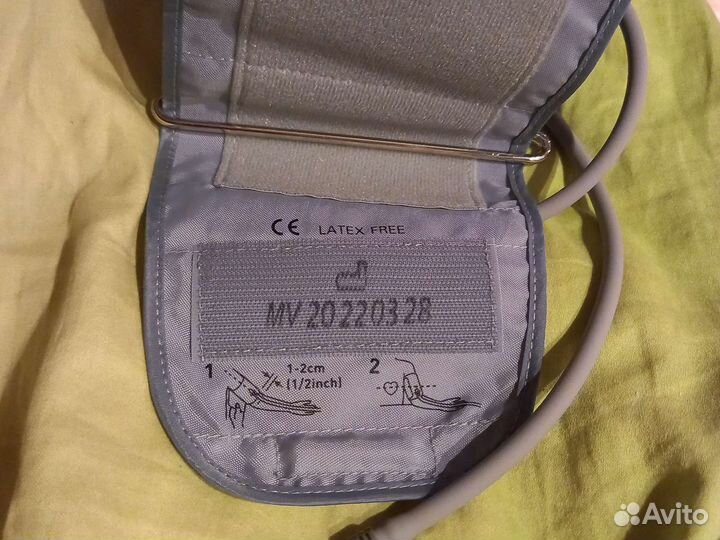 CE LATEX FREE
MV 20220328
1
1-2cm
(1/2inch)
2
Avito